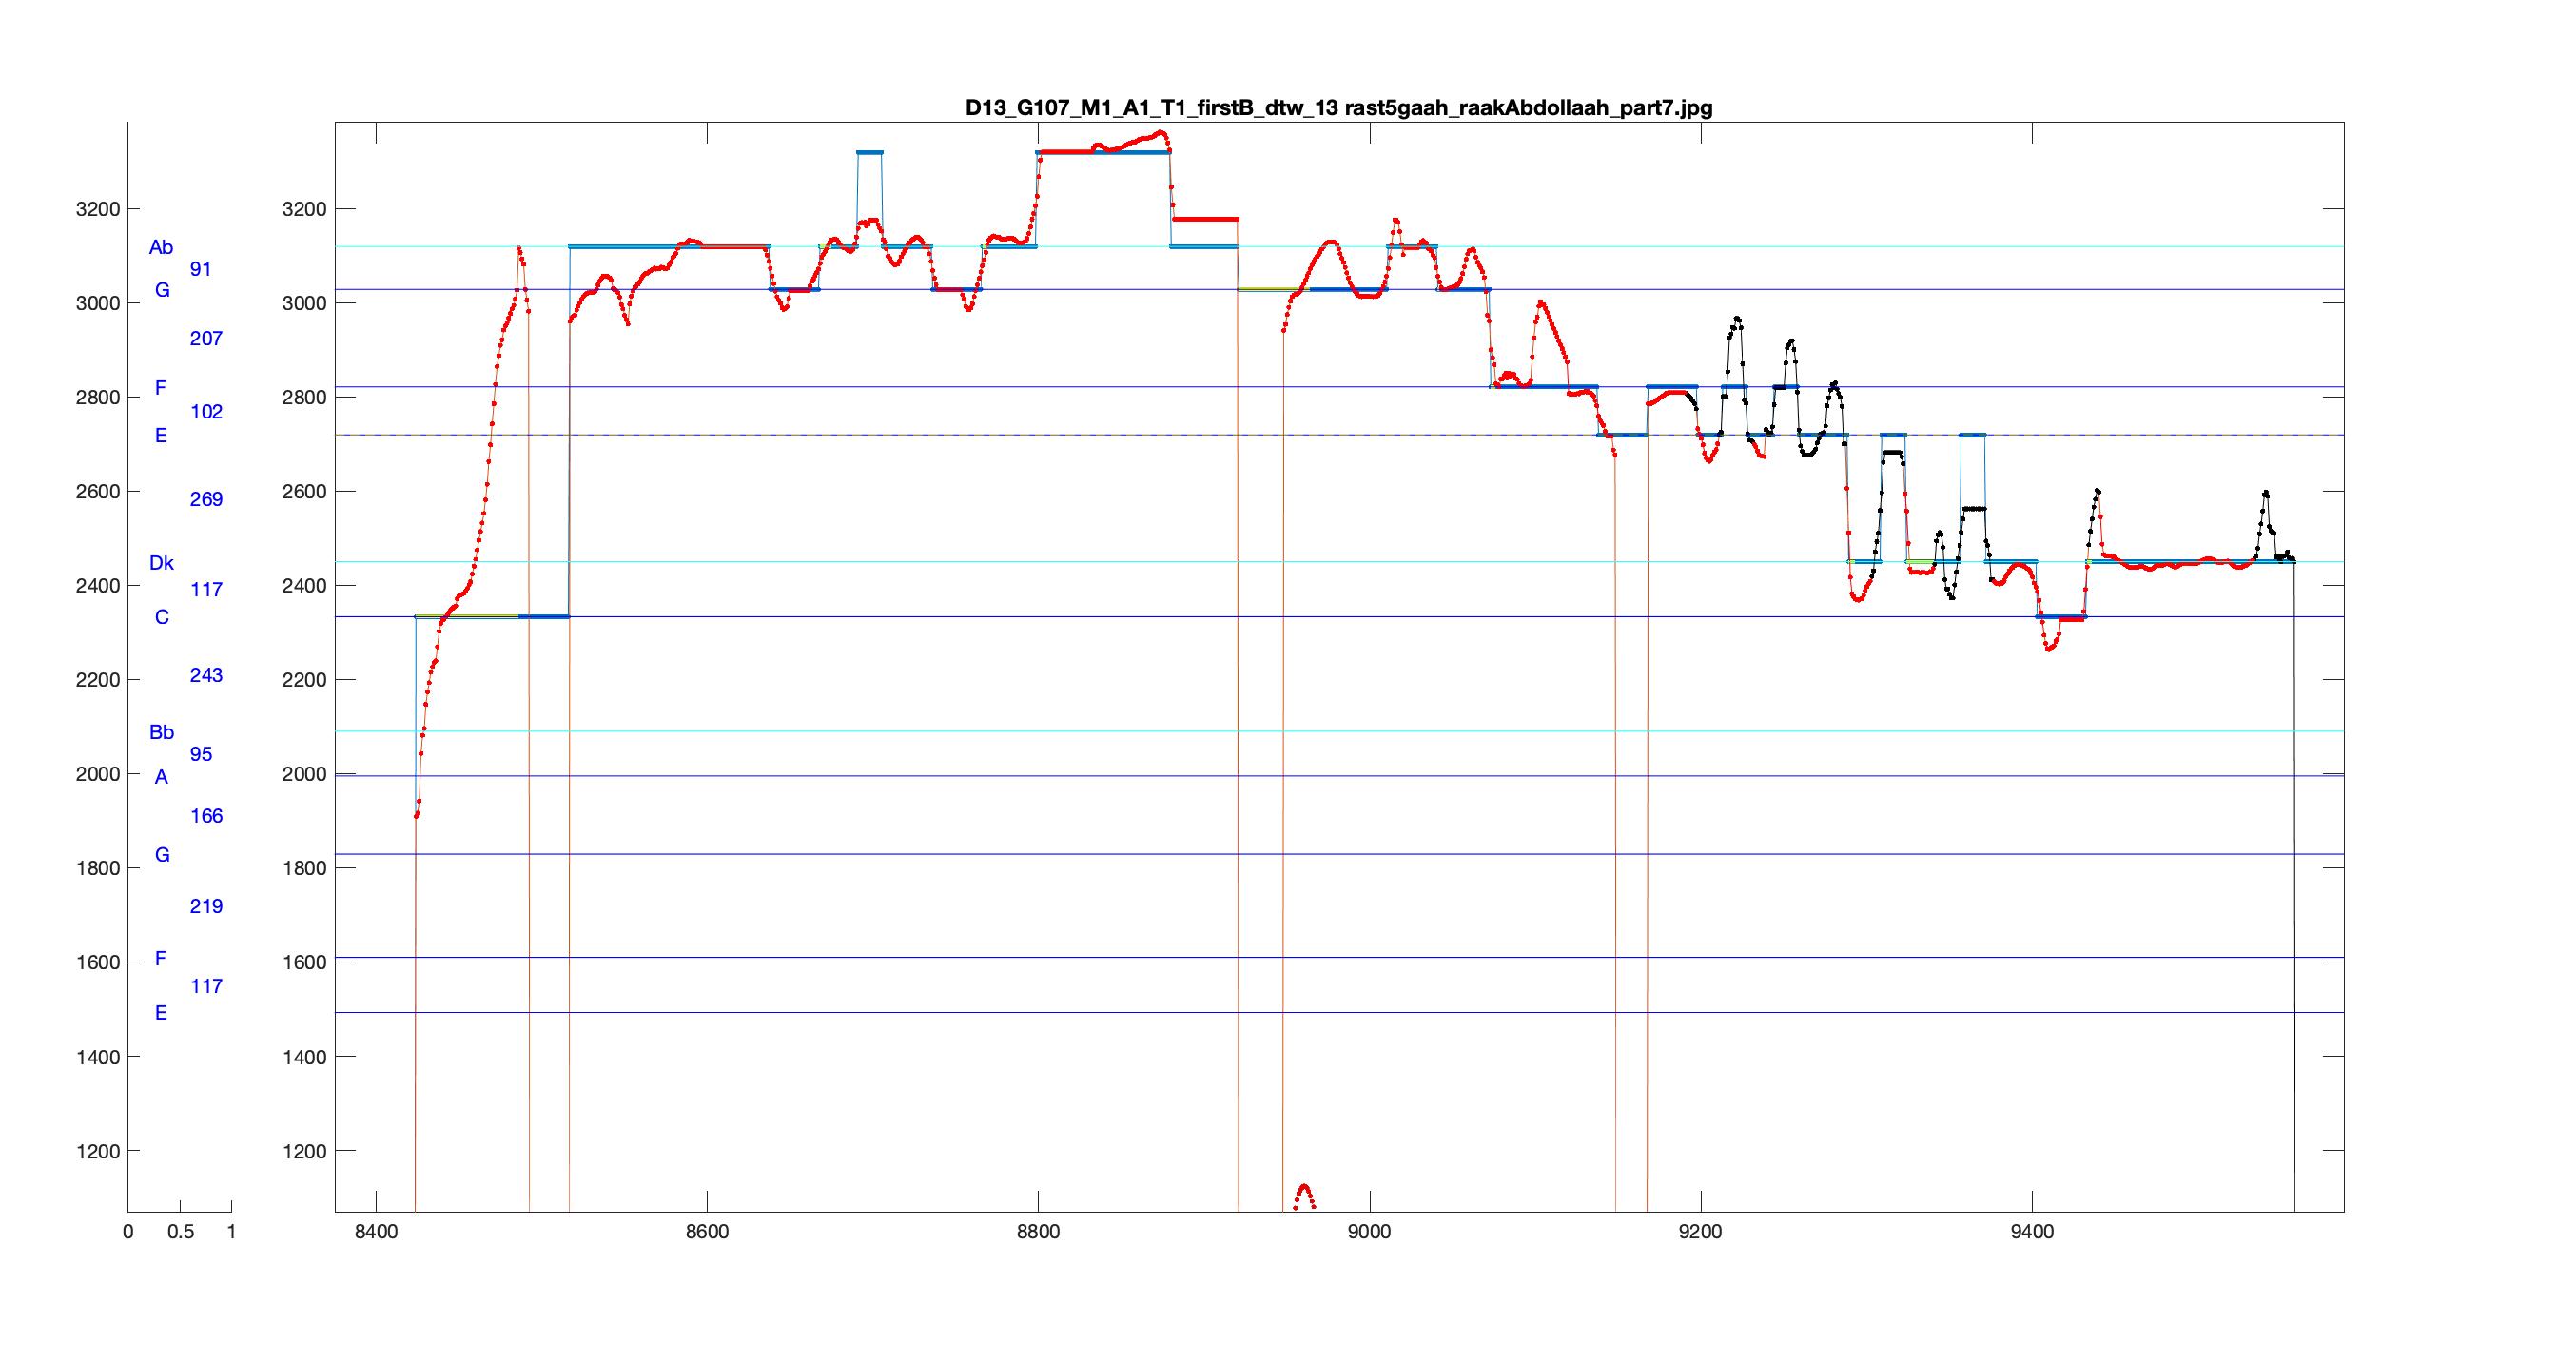 D13_G107_M1_A1_T1_firstB_dtw_13 rast5gaah_raakAbdollaah_part7.jpg
3200 3200
Ab
91
G
3000 3000
207
F
2800 2800
102
E
2600 2600
269
Dk
2400 2400
117
C
2200 2200
243
Bb
95
2000 2000
A
166
G
1800 1800
219
F
1600 1600
117
E
1400 1400
1200 1200
0 0.5 1 8400 8600 8800 9000 9200 9400